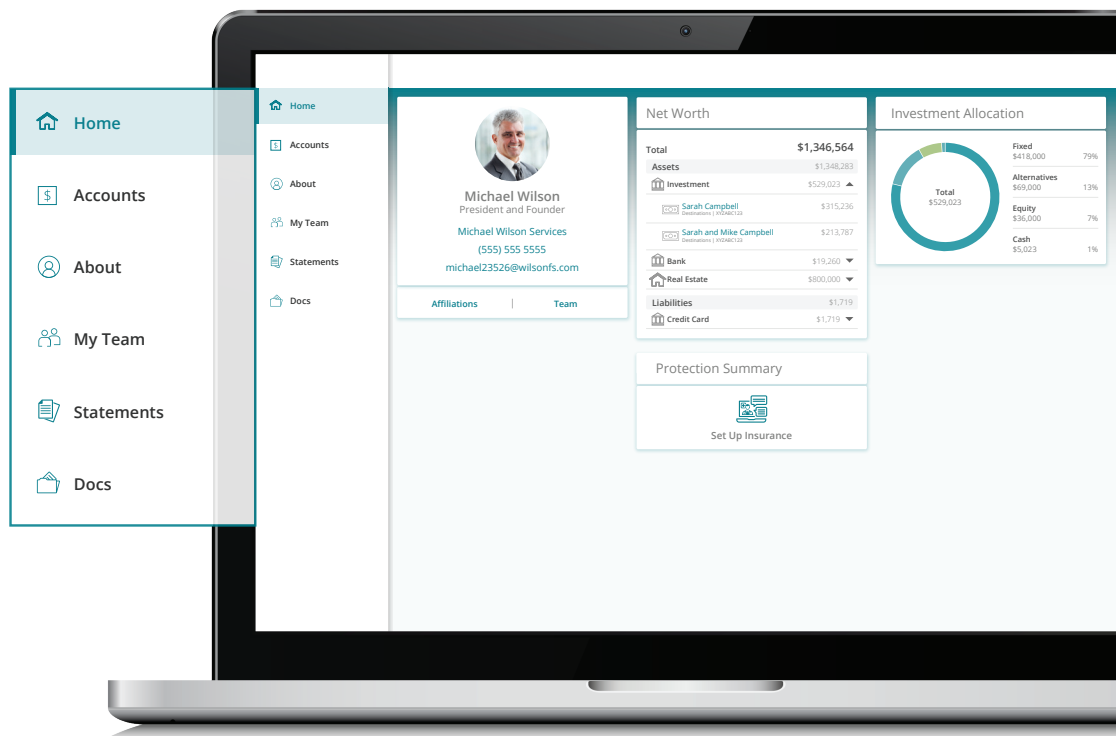 Home
Accounts
About
My Team
Statements
Docs
Home
Accounts
About
My Team
Statements
Docs
Michael Wilson
President and Founder
Michael Wilson Services
(555) 555 5555
michael23526@wilsonfs.com
Affiliations | Team
Net Worth
Total $1,346,564
Assets $1,348,283
Investment $529,023
Sarah Campbell $315,236
Destinations | XYZABC123
Sarah and Mike Campbell $213,787
Destinations | XYZABC123
Bank $19,260
Real Estate $800,000
Liabilities $1,719
Credit Card $1,719
Protection Summary
Set Up Insurance
Investment Allocation
Total
$529,023
Fixed
$418,000 79%
Alternatives
$69,000 13%
Equity
$36,000 7%
Cash
$5,023 1%